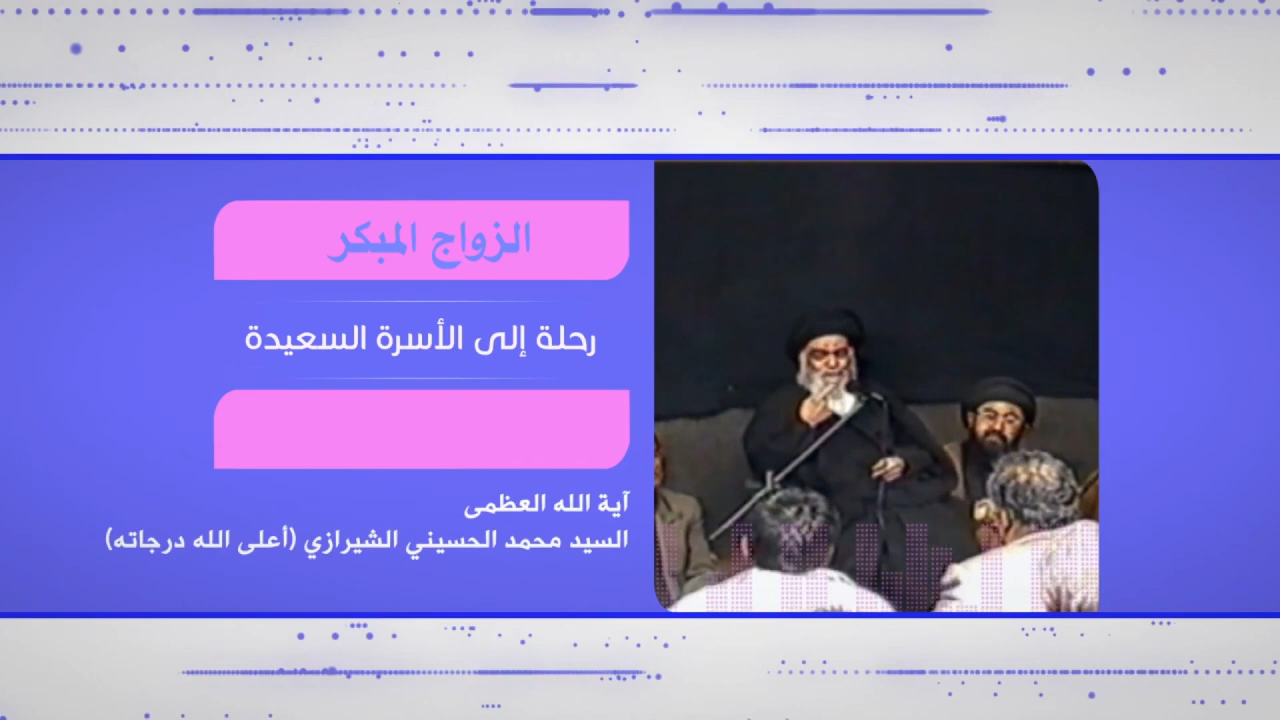 الزواج المبكر
رحلة إلى الأسرة السعيدة
آية الله العظمى
السيد محمد الحسيني الشيرازي (أعلى الله درجاته)